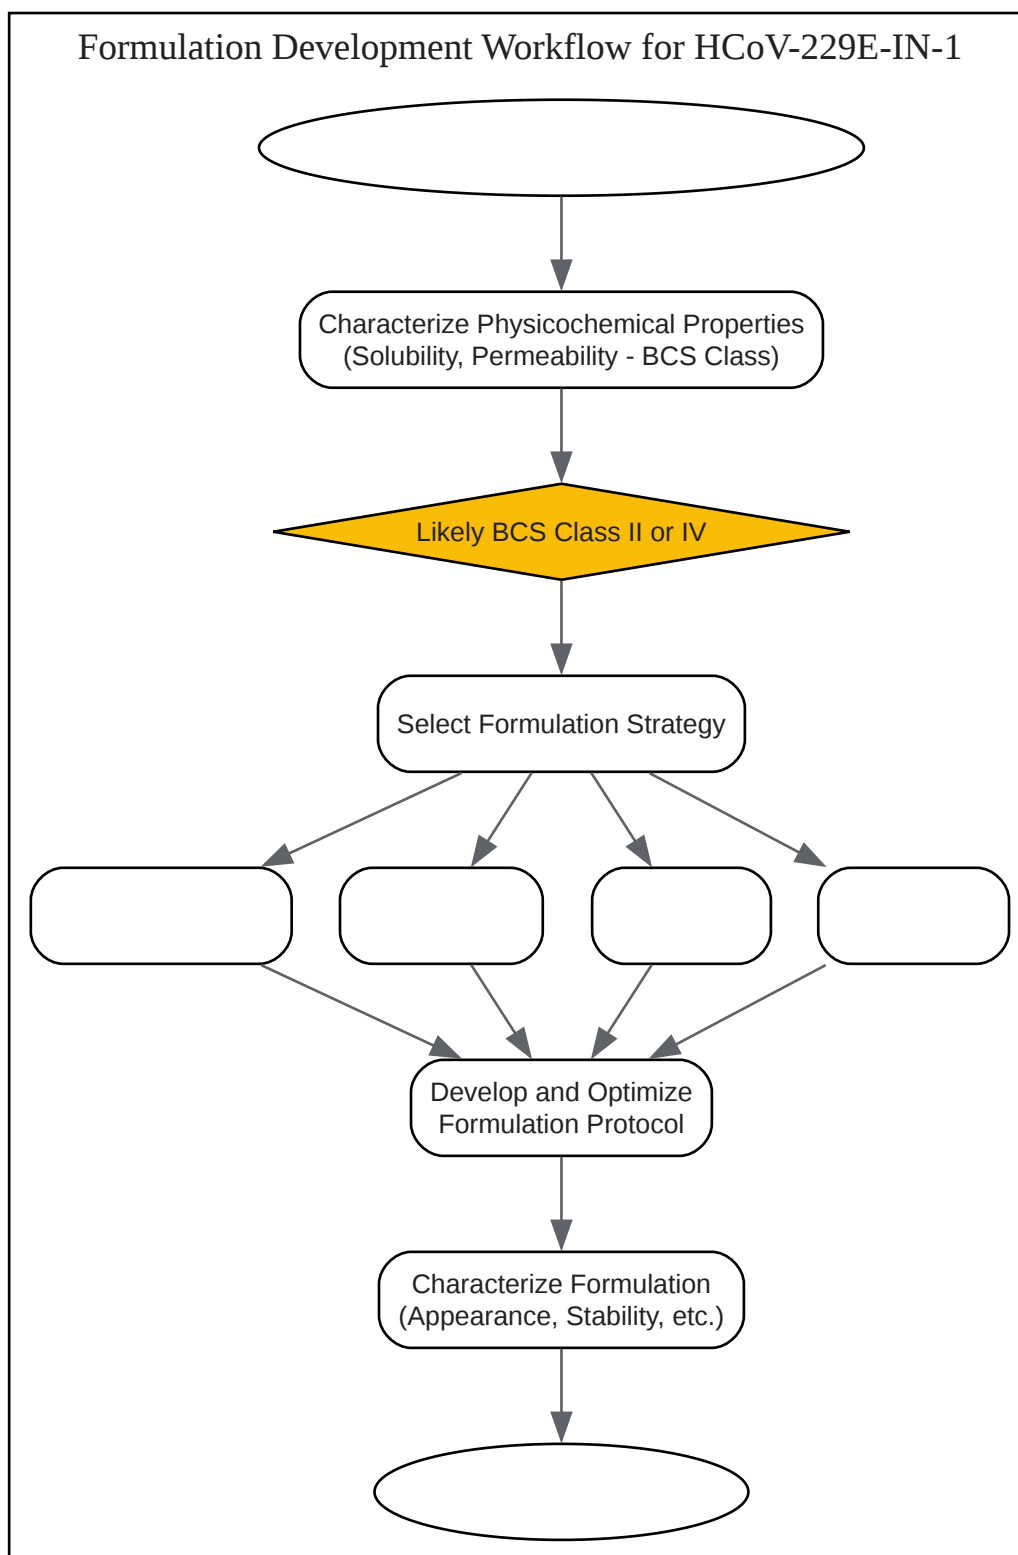 Formulation Development Workflow for HCoV-229E-IN-1
Characterize Physicochemical Properties
(Solubility, Permeability - BCS Class)
Likely BCS Class II or IV
Select Formulation Strategy
Develop and Optimize
Formulation Protocol
Characterize Formulation
(Appearance, Stability, etc.)